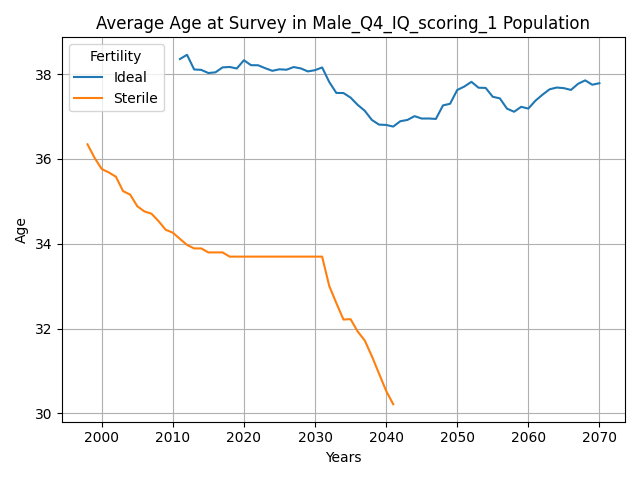 Average Age at Survey in Male_Q4_IQ_scoring_1 Population
Fertility
Ideal
Sterile
38
36
34
32
30
Age
2000
2010
2020
2030
2040
2050
2060
2070
Years